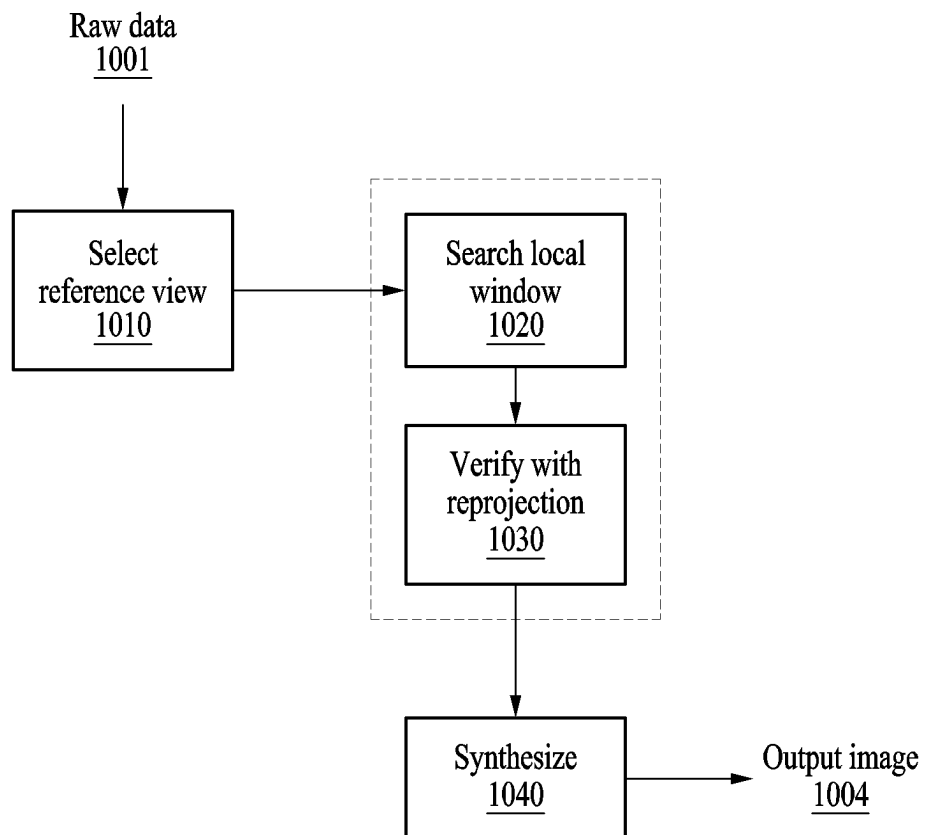 Raw data
1001
Select
reference view
1010
Search local
window
1020
Verify with
reprojection
1030
Synthesize
1040
Output image
1004